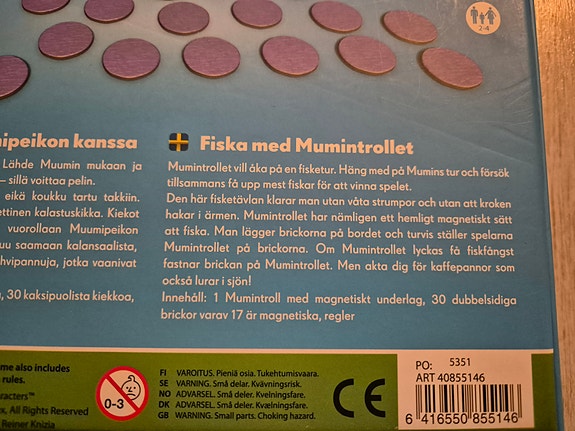 2-4
uipeikon kanssa
Lähde Muumin mukaan ja
– sillä voittaa pelin.
eikä koukku tartu takkiin.
ettinen kalastustikka. Kiekot
vuorollaan Muumipeikon
uu saamaan kalansaalista,
hvipannuja, jotka vaanivat
, 30 kaksipuolista kiekkoa,
Fiska med Mumintrollet
Mumintrollet vill åka på en fisketur. Häng med på Mumins tur och försök
tillsammans få upp mest fiskar för att vinna spelet.
Den här fisketävlan klarar man utan våta strumpor och utan att kroken
hakar i ärmen. Mumintrollet har nämligen ett hemligt magnetiskt sätt
att fiska. Man lägger brickorna på bordet och turvis ställer spelarna
Mumintrollet på brickorna. Om Mumintrollet lyckas få fiskfångst
fastnar brickan på Mumintrollet. Men akta dig för kaffepannor som
också lurar i sjön!
Innehåll: 1 Mumintroll med magnetiskt underlag, 30 dubbelsidiga
brickor varav 17 är magnetiska, regler
me also includes
rules.
aracters™
x, All Rights Reserved
Reiner Knizia
0-3
FI VAROITUS. Pieniä osia. Tukehtumisvaara.
SE VARNING. Små delar. Kvävningsrisk.
NO ADVARSEL. Små deler. Kvelningsfare.
DK ADVARSEL. Små dele. Kvælningsfare.
GB WARNING. Small parts. Choking hazard.
CE
PO: 5351
ART 40855146
6 416550 855146